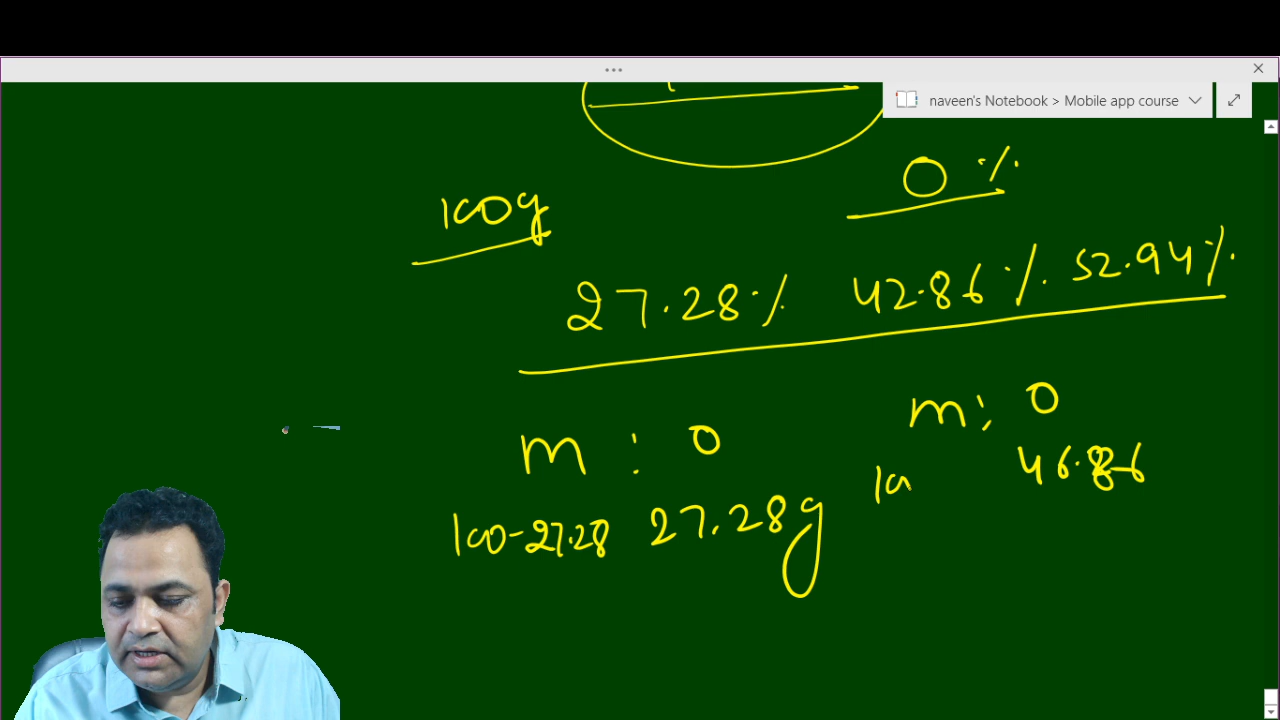 naveen's Notebook > Mobile app course
0 %
100g
27.28% 42.86% 52.94%
m : 0
100-27.28 27.28g
m : 0
46.86